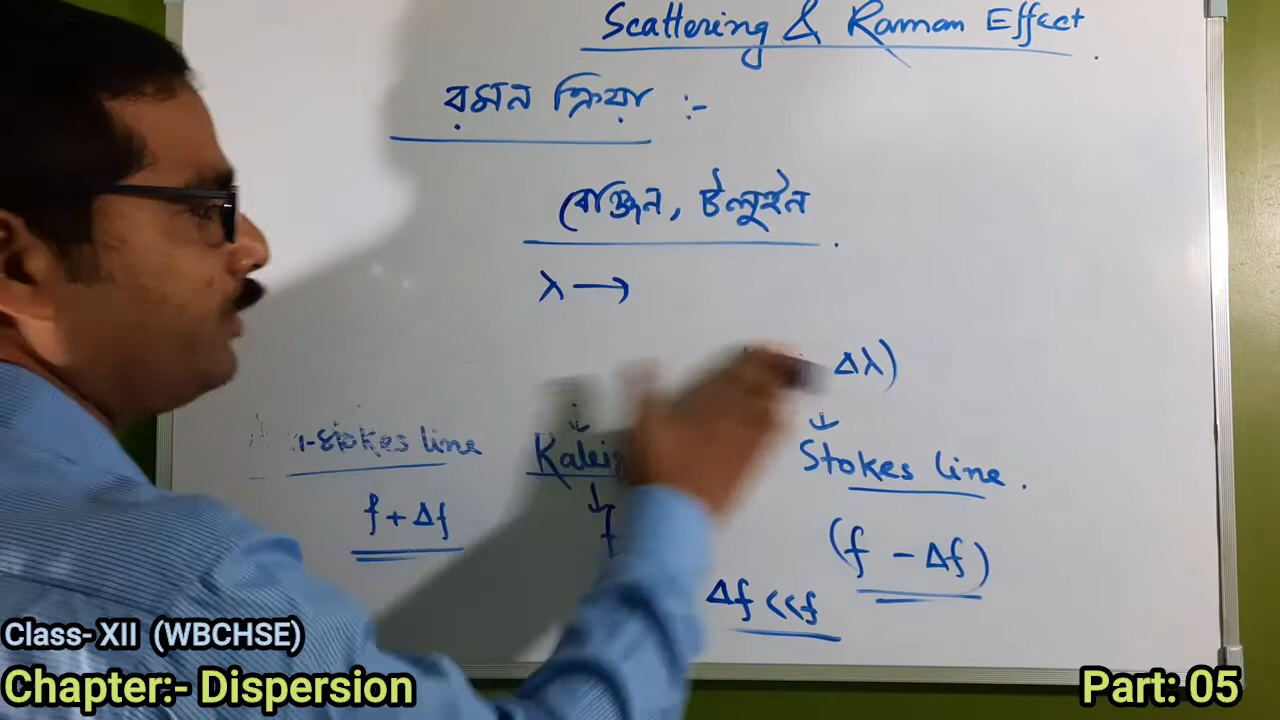 Scattering & Raman Effect.
রমন ক্রিয়া :-
বেঞ্জিন, টলুইন.
λ →
Δλ)
-stokes line
Stokes line.
f + Δf
f
(f - Δf)
Δf <<f
Class- XII (WBCHSE)
Chapter:- Dispersion
Part: 05